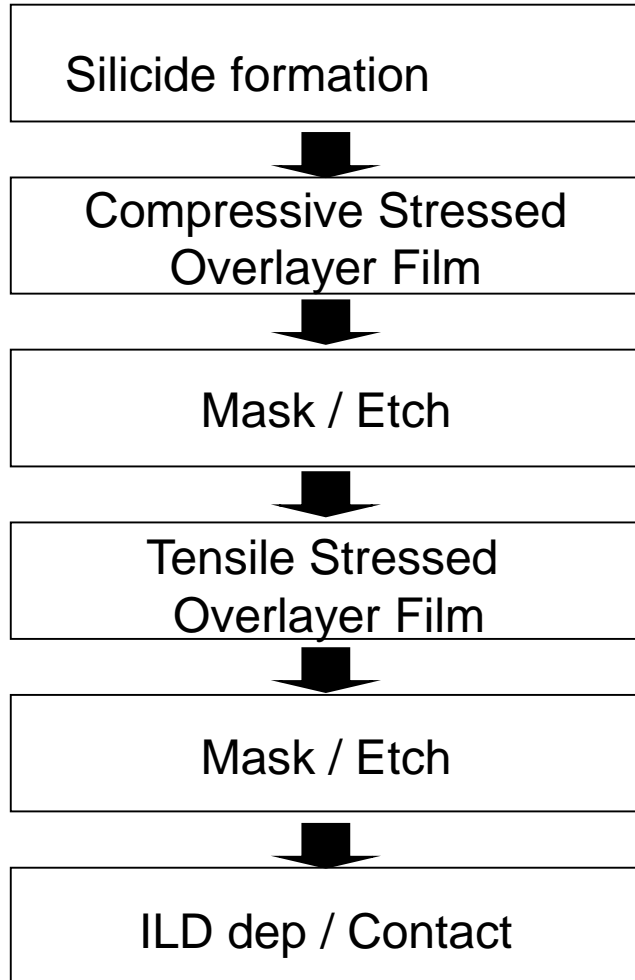 Silicide formation
Compressive Stressed
Overlayer Film
Mask / Etch
Tensile Stressed
Overlayer Film
Mask / Etch
ILD dep / Contact